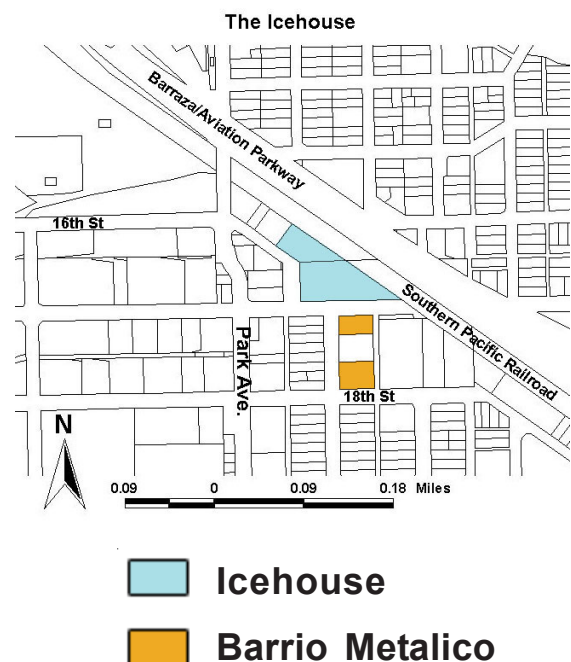 The Icehouse
Barraza/Aviation Parkway
16th St
Southern Pacific Railroad
Park Ave.
18th St
N
0.09 0 0.09 0.18 Miles
Icehouse
Barrio Metalico